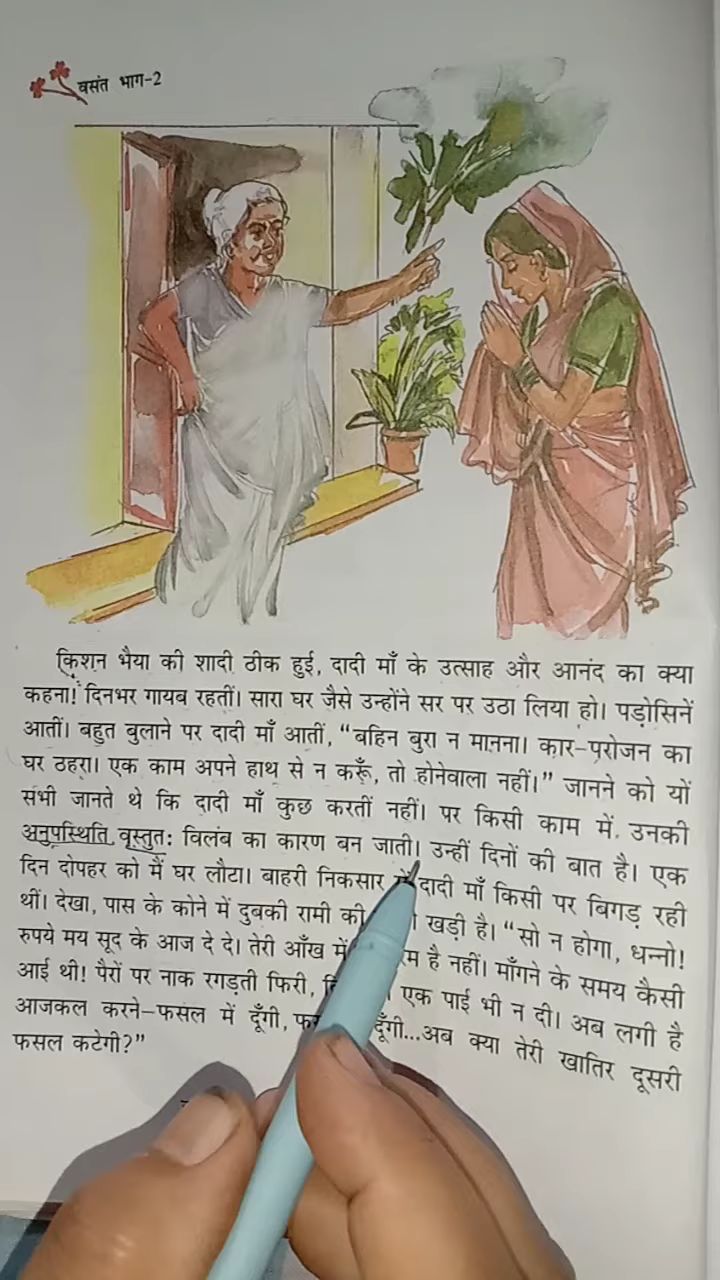 वसंत भाग-2
किशन भैया की शादी ठीक हुई, दादी माँ के उत्साह और आनंद का क्या
कहना! दिनभर गायब रहतीं। सारा घर जैसे उन्होंने सर पर उठा लिया हो। पड़ोसिनें
आतीं। बहुत बुलाने पर दादी माँ आतीं, “बहिन बुरा न मानना। कार-परोजन का
घर ठहरा। एक काम अपने हाथ से न करूँ, तो होनेवाला नहीं।” जानने को यों
सभी जानते थे कि दादी माँ कुछ करतीं नहीं। पर किसी काम में उनकी
अनुपस्थिति वस्तुतः विलंब का कारण बन जाती। उन्हीं दिनों की बात है। एक
दिन दोपहर को मैं घर लौटा। बाहरी निकसार दादी माँ किसी पर बिगड़ रही
थीं। देखा, पास के कोने में दुबकी रामी की खड़ी है। “सो न होगा, धन्नो!
रुपये मय सूद के आज दे दे। तेरी आँख में है नहीं। माँगने के समय कैसी
आई थी! पैरों पर नाक रगड़ती फिरी, एक पाई भी न दी। अब लगी है
आजकल करने-फसल में दूँगी, दूँगी...अब क्या तेरी खातिर दूसरी
फसल कटेगी?”